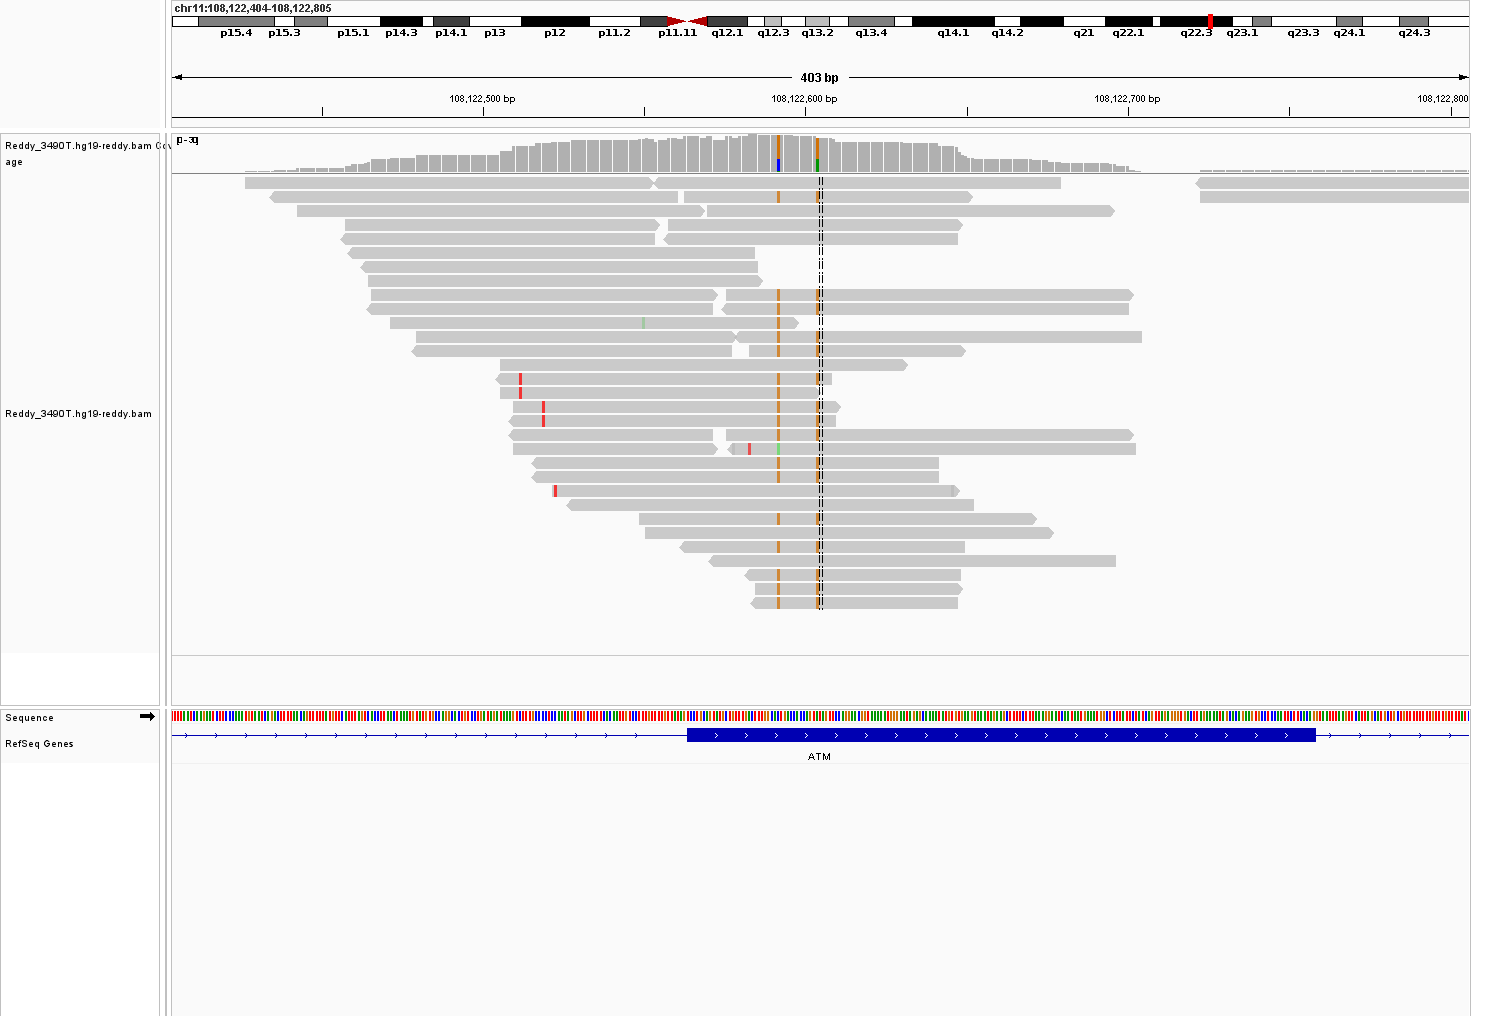 chr11:108,122,404-108,122,805
p15.4 p15.3 p15.1 p14.3 p14.1 p13 p12 p11.2 p11.11 q12.1 q12.3 q13.2 q13.4 q14.1 q14.2 q21 q22.1 q22.3 q23.1 q23.3 q24.1 q24.3
403 bp
108,122,500 bp 108,122,600 bp 108,122,700 bp 108,122,800
Reddy_3490T.hg19-reddy.bam Cov
age
[0 - 30]
Reddy_3490T.hg19-reddy.bam
Sequence
RefSeq Genes
ATM